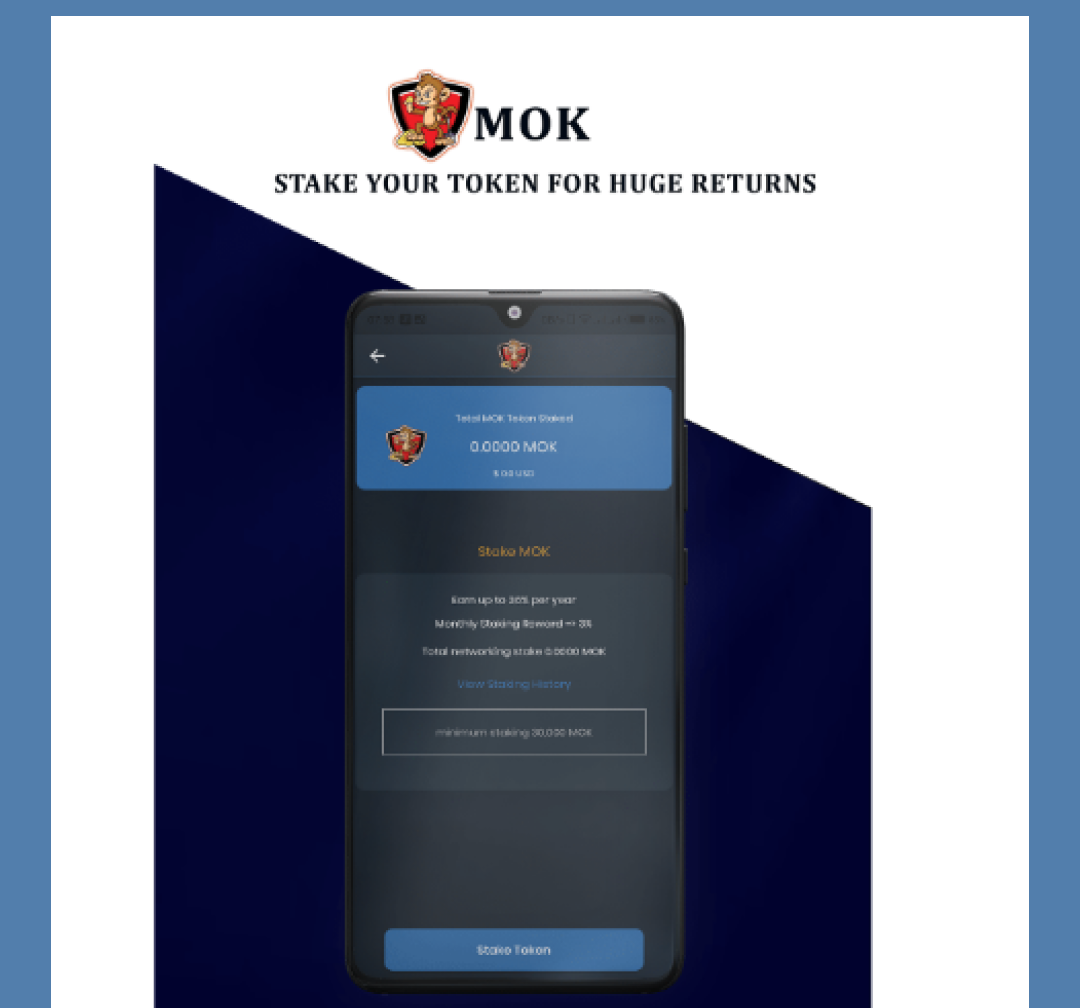 MOK
STAKE YOUR TOKEN FOR HUGE RETURNS
Total MOK Token Staked
0.0000 MOK
USD
Stake MOK
Earn up to 36% per year
Monthly Staking Reward => 3%
Total networking stake 0.0000 MOK
View Staking History
minimum staking 30,000 MOK
Stake Token